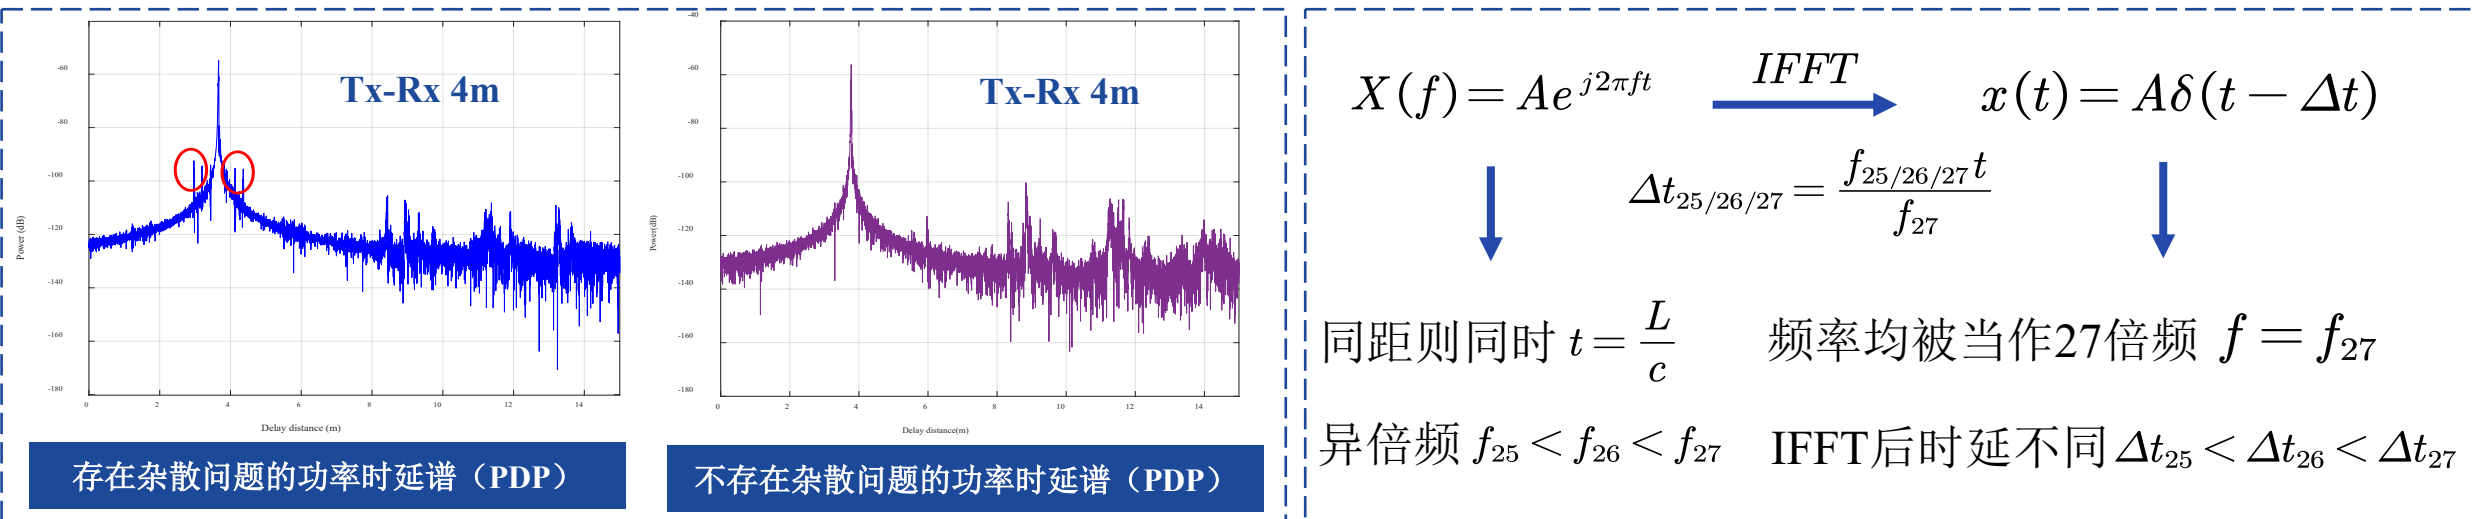 Tx-Rx 4m
-60
-80
-100
-120
-140
-160
-180
0 2 4 6 8 10 12 14
Power (dB)
Delay distance (m)
存在杂散问题的功率时延谱（PDP）
Tx-Rx 4m
-40
-60
-80
-100
-120
-140
-160
-180
0 2 4 6 8 10 12 14
Power(dB)
Delay distance(m)
不存在杂散问题的功率时延谱（PDP）
X(f)=Ae^{j2πft} IFFT x(t)=Aδ(t−Δt)
Δt_{25/26/27}=\frac{f_{25/26/27}t}{f_{27}}
同距则同时 t=\frac{L}{c}
频率均被当作27倍频 f=f_{27}
异倍频 f_{25}<f_{26}<f_{27}
IFFT后时延不同 Δt_{25}<Δt_{26}<Δt_{27}